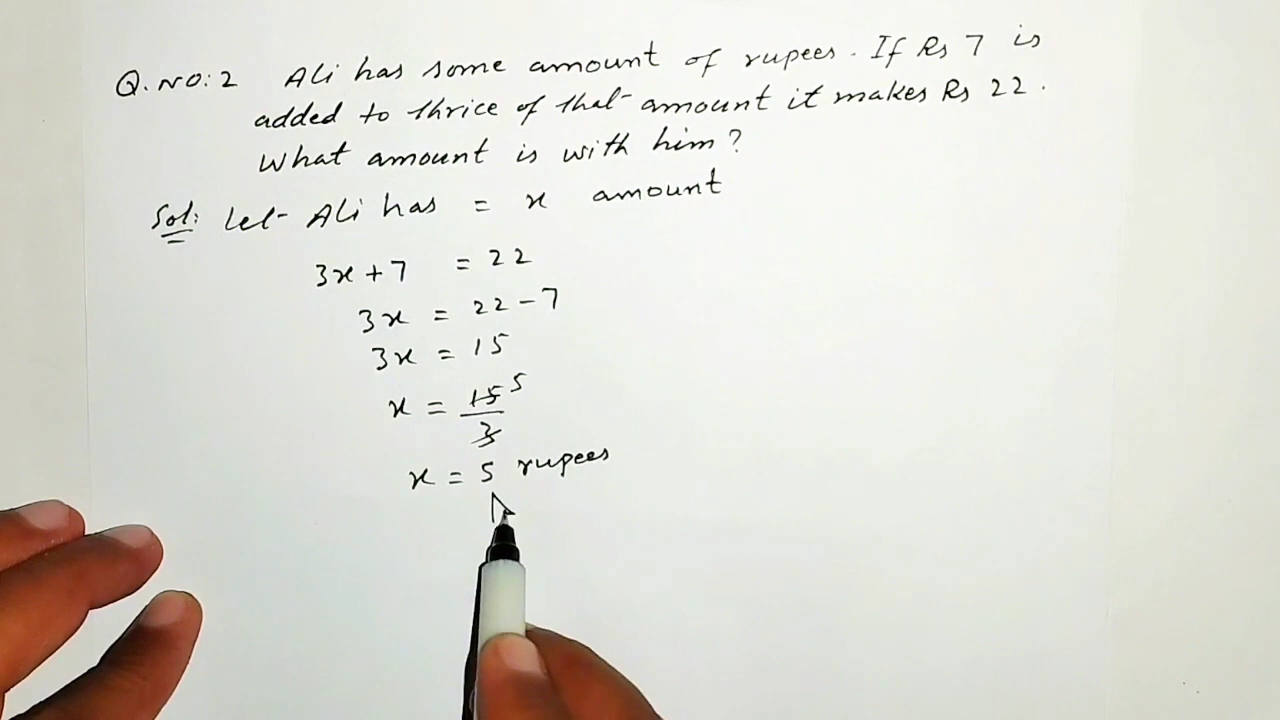 Q.NO:2 Ali has some amount of rupees. If Rs 7 is
added to thrice of that amount it makes Rs 22.
What amount is with him?
Sol: Let Ali has = x amount
3x + 7 = 22
3x = 22 - 7
3x = 15
x = 15/3 5
x = 5 rupees